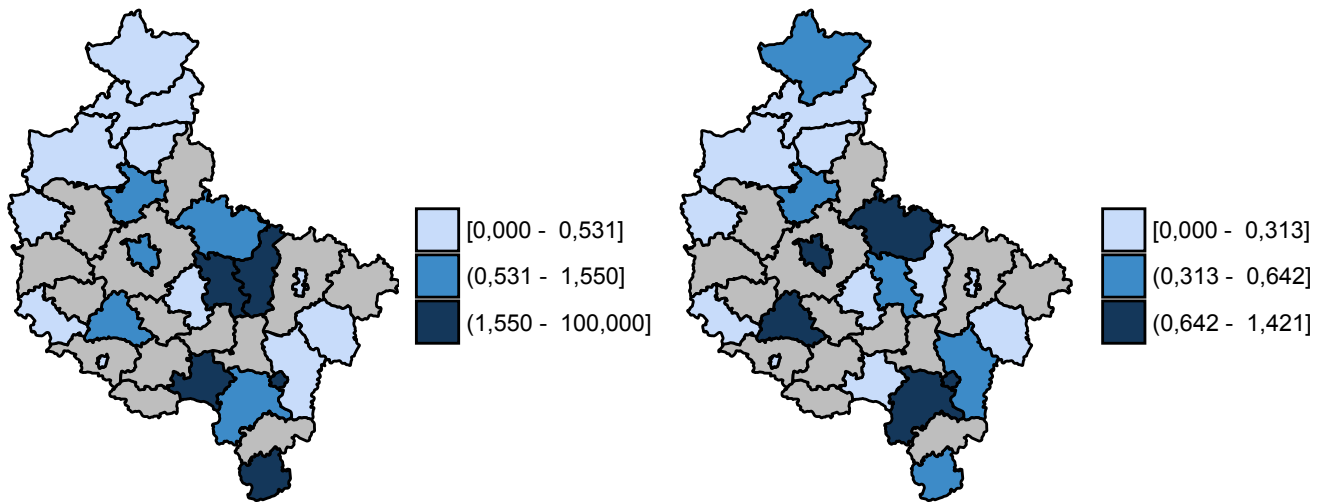 [0,000 - 0,531]
(0,531 - 1,550]
(1,550 - 100,000]
[0,000 - 0,313]
(0,313 - 0,642]
(0,642 - 1,421]